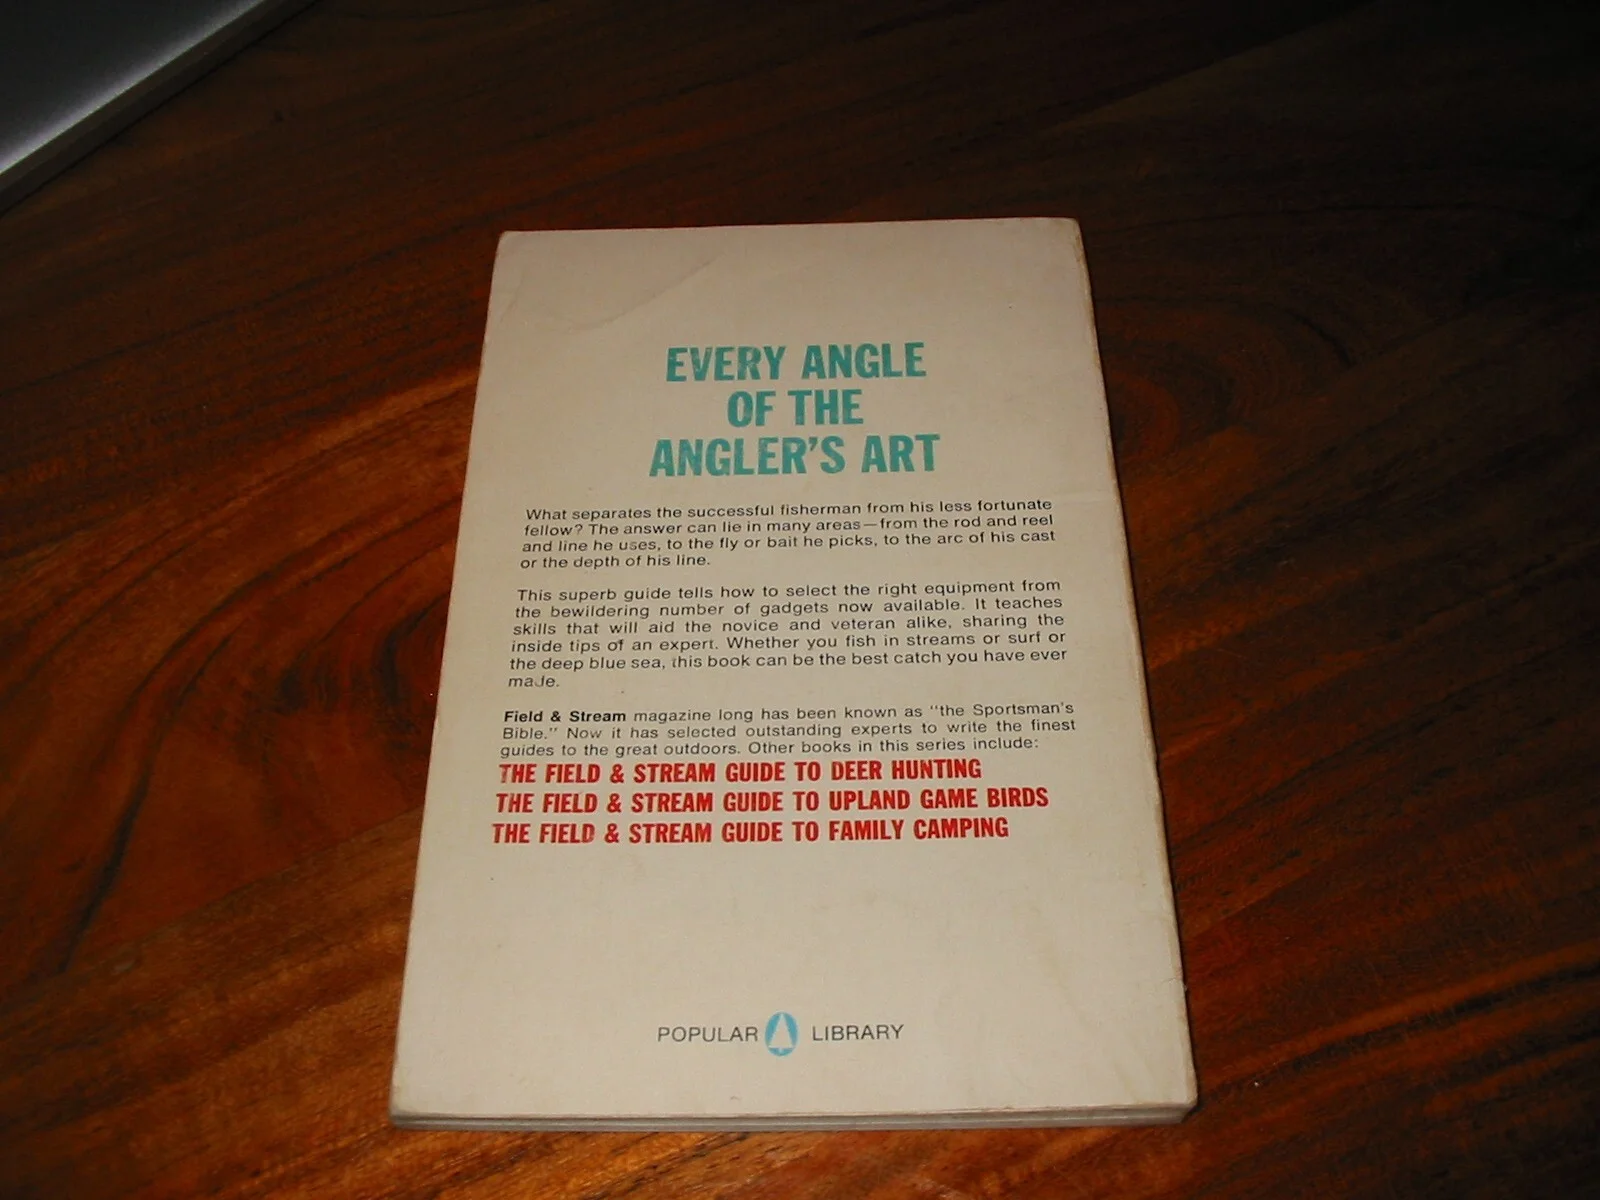 EVERY ANGLE
OF THE
ANGLER'S ART
What separates the successful fisherman from his less fortunate
fellow? The answer can lie in many areas—from the rod and reel
and line he uses, to the fly or bait he picks, to the arc of his cast
or the depth of his line.
This superb guide tells how to select the right equipment from
the bewildering number of gadgets now available. It teaches
skills that will aid the novice and veteran alike, sharing the
inside tips of an expert. Whether you fish in streams or surf or
the deep blue sea, this book can be the best catch you have ever
made.
Field & Stream magazine long has been known as "the Sportsman's
Bible." Now it has selected outstanding experts to write the finest
guides to the great outdoors. Other books in this series include:
THE FIELD & STREAM GUIDE TO DEER HUNTING
THE FIELD & STREAM GUIDE TO UPLAND GAME BIRDS
THE FIELD & STREAM GUIDE TO FAMILY CAMPING
POPULAR LIBRARY